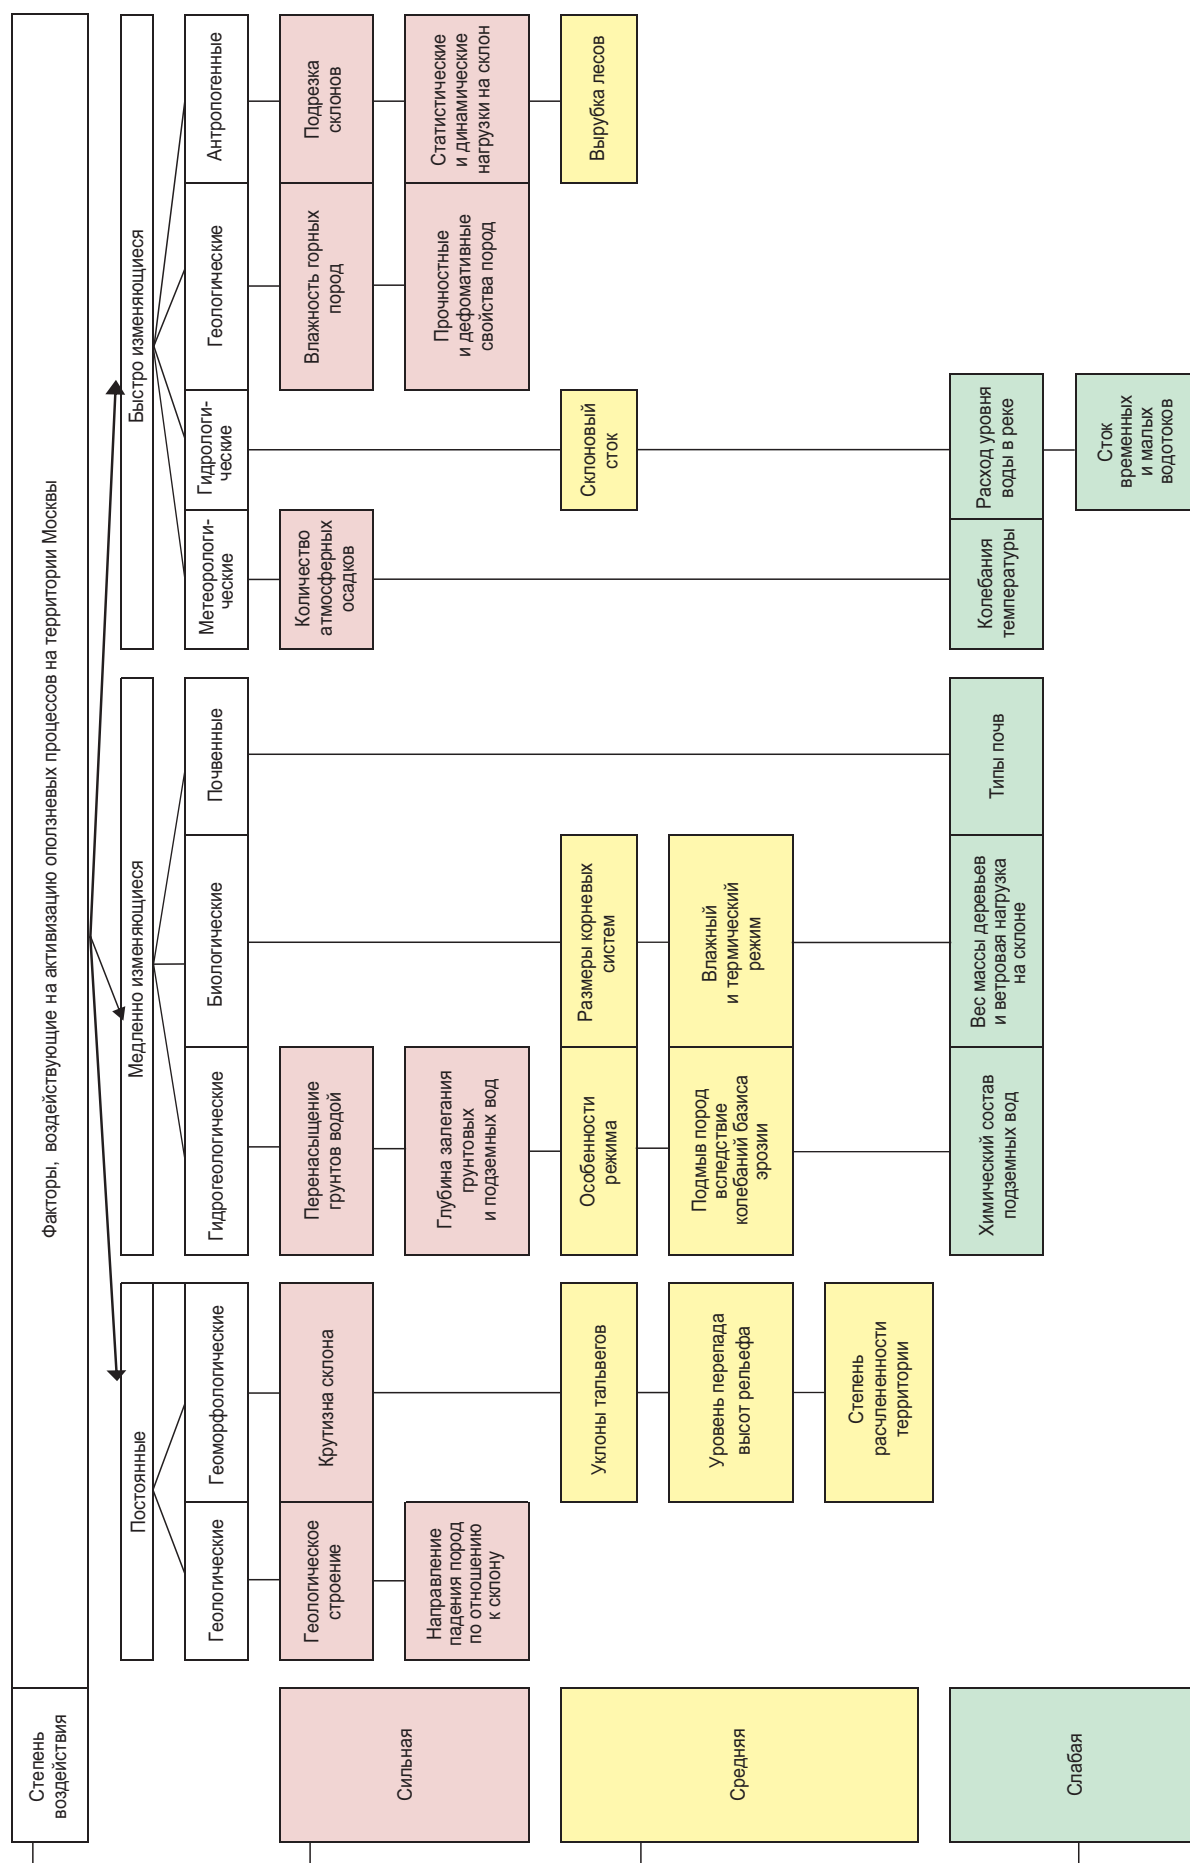 Степень
воздействия
Факторы, воздействующие на активизацию оползневых процессов на территории Москвы
Постоянные
Медленно изменяющиеся
Быстро изменяющиеся
Геологические
Геоморфологические
Гидрогеологические
Биологические
Почвенные
Метеорологи-
ческие
Гидрологи-
ческие
Геологические
Антропогенные
Сильная
Геологическое
строение
Крутизна склона
Перенасыщение
грунтов водой
Количество
атмосферных
осадков
Влажность горных
пород
Подрезка
склонов
Направление
падения пород
по отношению
к склону
Глубина залегания
грунтовых
и подземных вод
Прочностные
и дефомативные
свойства пород
Статистические
и динамические
нагрузки на склон
Средняя
Уклоны тальвегов
Особенности
режима
Размеры корневых
систем
Склоновый
сток
Вырубка лесов
Уровень перепада
высот рельефа
Подмыв пород
вследствие
колебаний базиса
эрозии
Влажный
и термический
режим
Степень
расчлененности
территории
Слабая
Химический состав
подземных вод
Вес массы деревьев
и ветровая нагрузка
на склоне
Типы почв
Колебания
температуры
Расход уровня
воды в реке
Сток
временных
и малых
водотоков